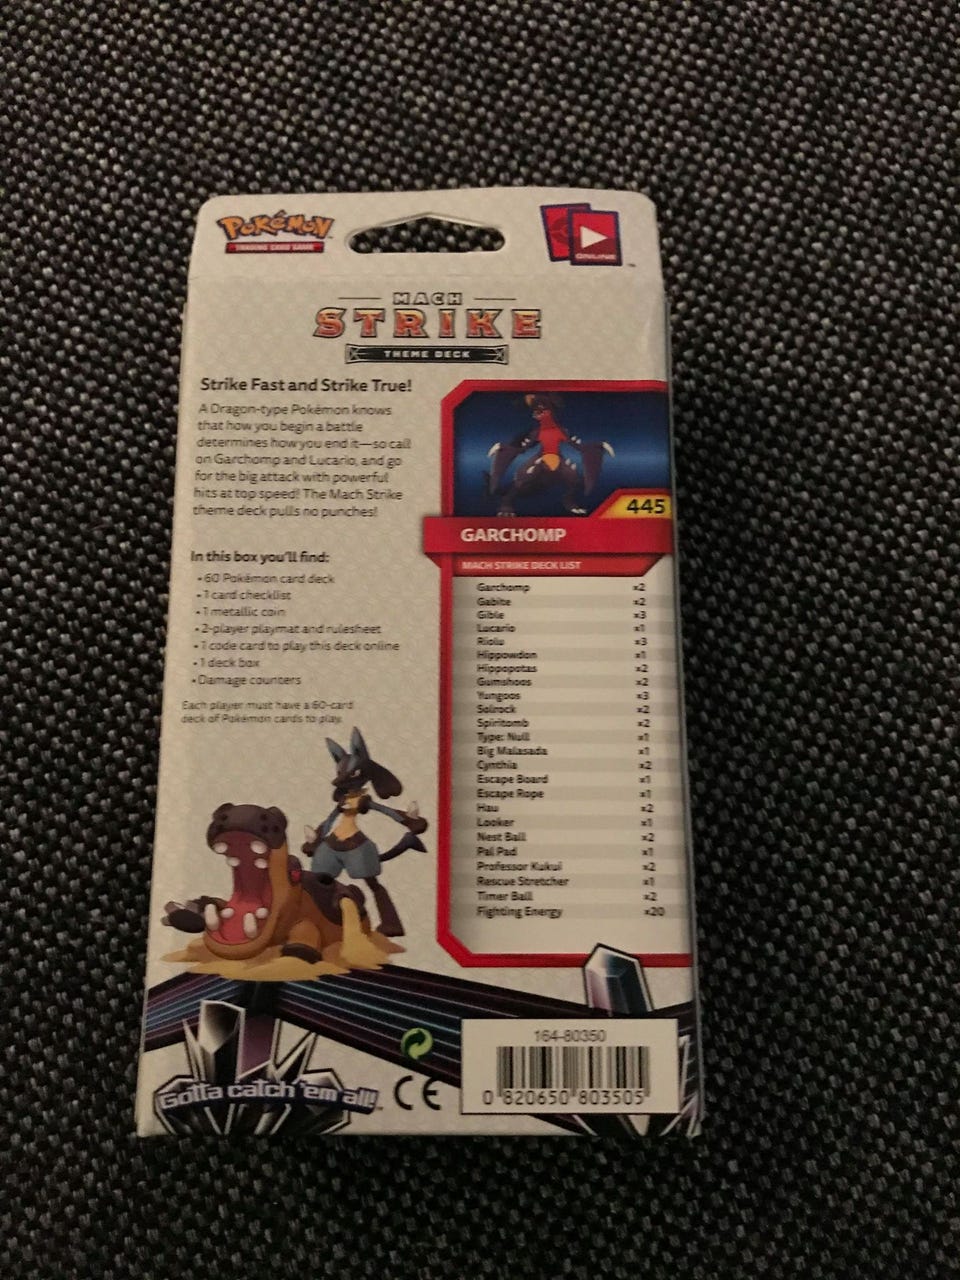 POKéMON
TRADING CARD GAME
ONLINE
MACH
STRIKE
THEME DECK
Strike Fast and Strike True!
A Dragon-type Pokémon knows
that how you begin a battle
determines how you end it—so call
on Garchomp and Lucario, and go
for the big attack with powerful
hits at top speed! The Mach Strike
theme deck pulls no punches!
In this box you'll find:
• 60 Pokémon card deck
• 1 card checklist
• 1 metallic coin
• 2-player playmat and rulesheet
• 1 code card to play this deck online
• 1 deck box
• Damage counters
Each player must have a 60-card
deck of Pokémon cards to play.
445
GARCHOMP
MACH STRIKE DECK LIST
Garchomp x2
Gabite x2
Gible x3
Lucario x1
Riolu x3
Hippowdon x1
Hippopotas x2
Gumshoos x2
Yungoos x3
Solrock x2
Spiritomb x2
Type: Null x1
Big Malasada x1
Cynthia x2
Escape Board x1
Escape Rope x1
Hau x2
Looker x1
Nest Ball x2
Pal Pad x1
Professor Kukui x2
Rescue Stretcher x1
Timer Ball x2
Fighting Energy x20
Gotta catch 'em all!™
CE
164-80350
0 820650 803505